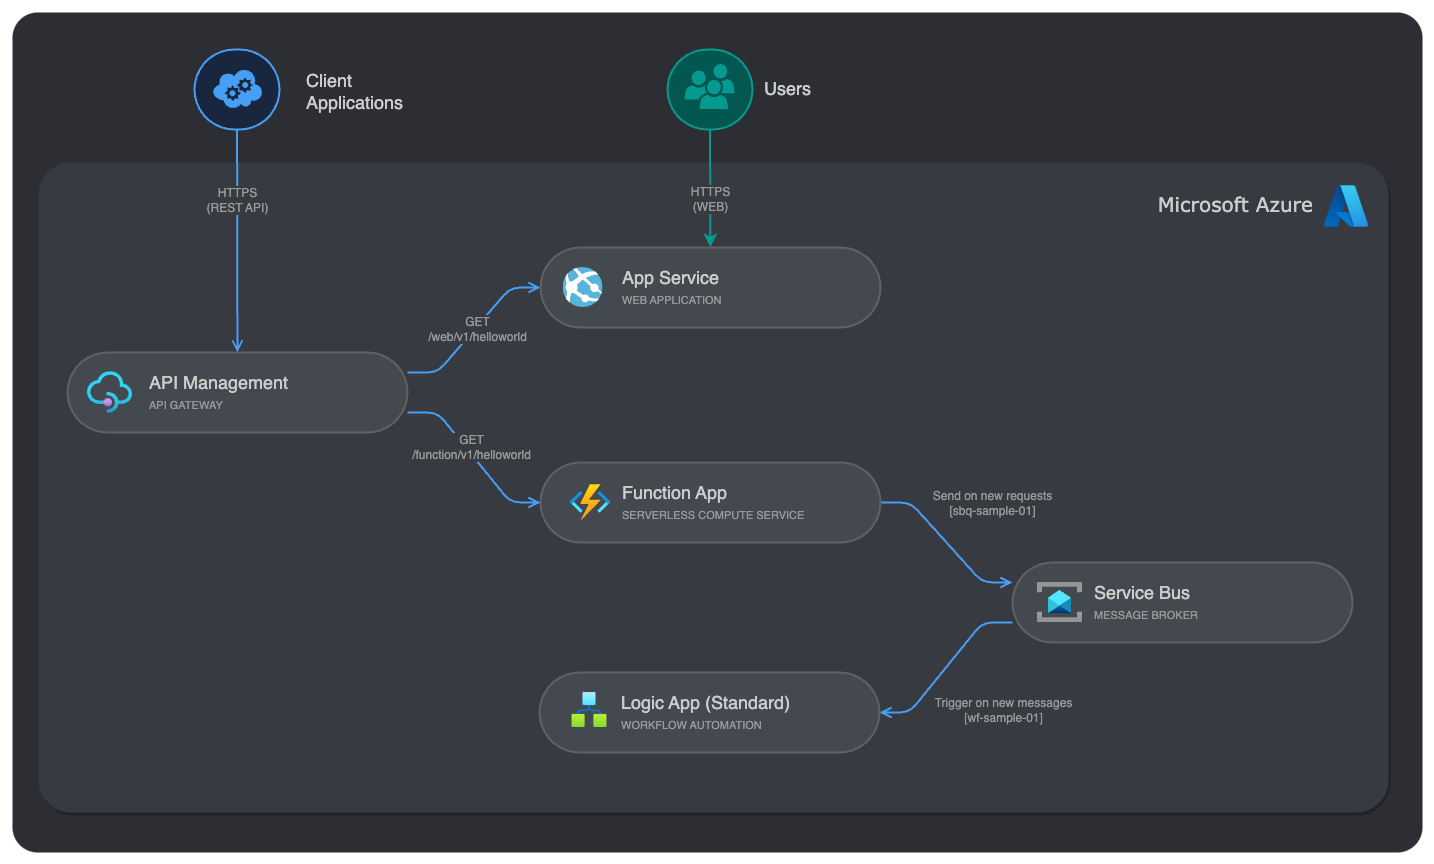 Client
Applications
Users
HTTPS
(REST API)
HTTPS
(WEB)
Microsoft Azure
App Service
WEB APPLICATION
GET
/web/v1/helloworld
API Management
API GATEWAY
GET
/function/v1/helloworld
Function App
SERVERLESS COMPUTE SERVICE
Send on new requests
[sbq-sample-01]
Service Bus
MESSAGE BROKER
Logic App (Standard)
WORKFLOW AUTOMATION
Trigger on new messages
[wf-sample-01]